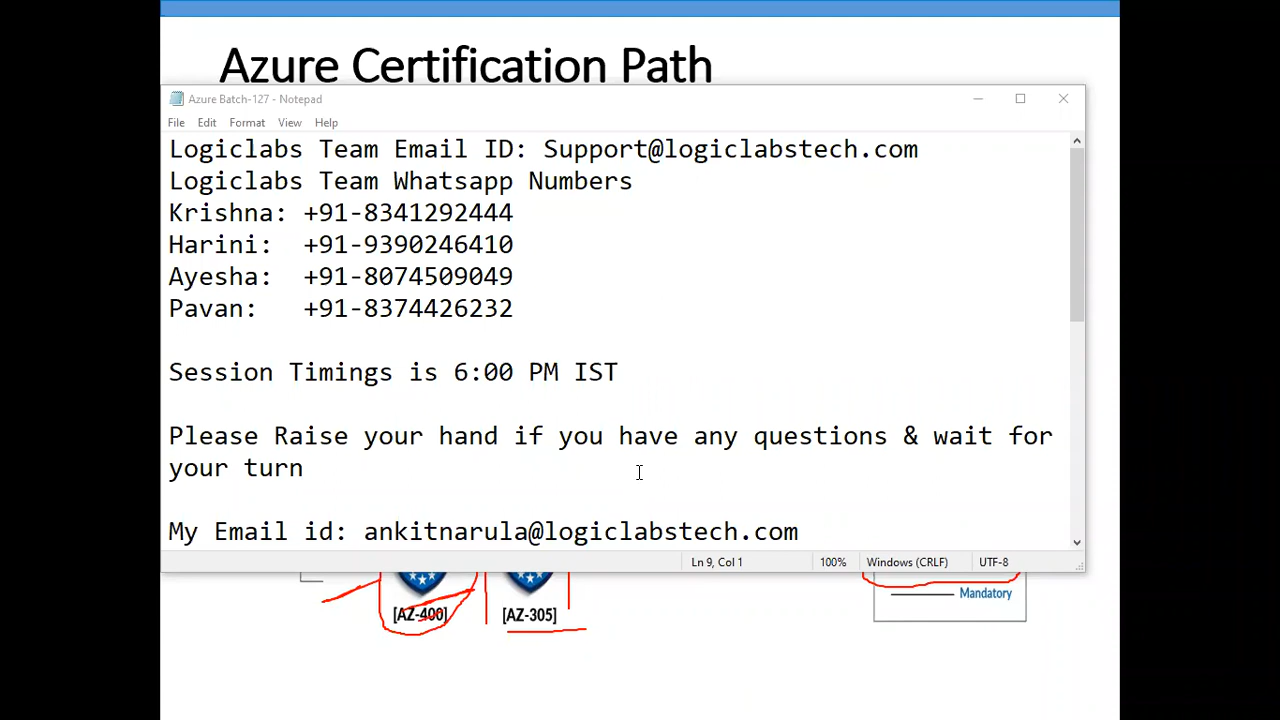 Azure Certification Path
Azure Batch-127 - Notepad
File Edit Format View Help
Logiclabs Team Email ID: Support@logiclabstech.com
Logiclabs Team Whatsapp Numbers
Krishna: +91-8341292444
Harini: +91-9390246410
Ayesha: +91-8074509049
Pavan: +91-8374426232
Session Timings is 6:00 PM IST
Please Raise your hand if you have any questions & wait for
your turn
My Email id: ankitnarula@logiclabstech.com
Ln 9, Col 1 100% Windows (CRLF) UTF-8
[AZ-400] [AZ-305]
Mandatory